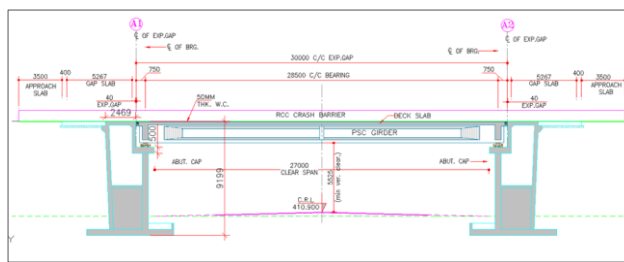 A1
A2
℄ OF EXP.GAP
℄ OF EXP.GAP
℄ OF BRG.
℄ OF BRG.
30000 C/C EXP.GAP
3500
400
5267
750
28500 C/C BEARING
750
5267
400
3500
APPROACH
SLAB
GAP SLAB
GAP SLAB
APPROACH
SLAB
40
EXP.GAP
40
EXP.GAP
2469
50MM
THK. W.C.
RCC CRASH BARRIER
DECK SLAB
PSC GIRDER
ABUT. CAP
ABUT. CAP
27000
CLEAR SPAN
9199
(min ver. clear.)
C.R.L
410.900
Y